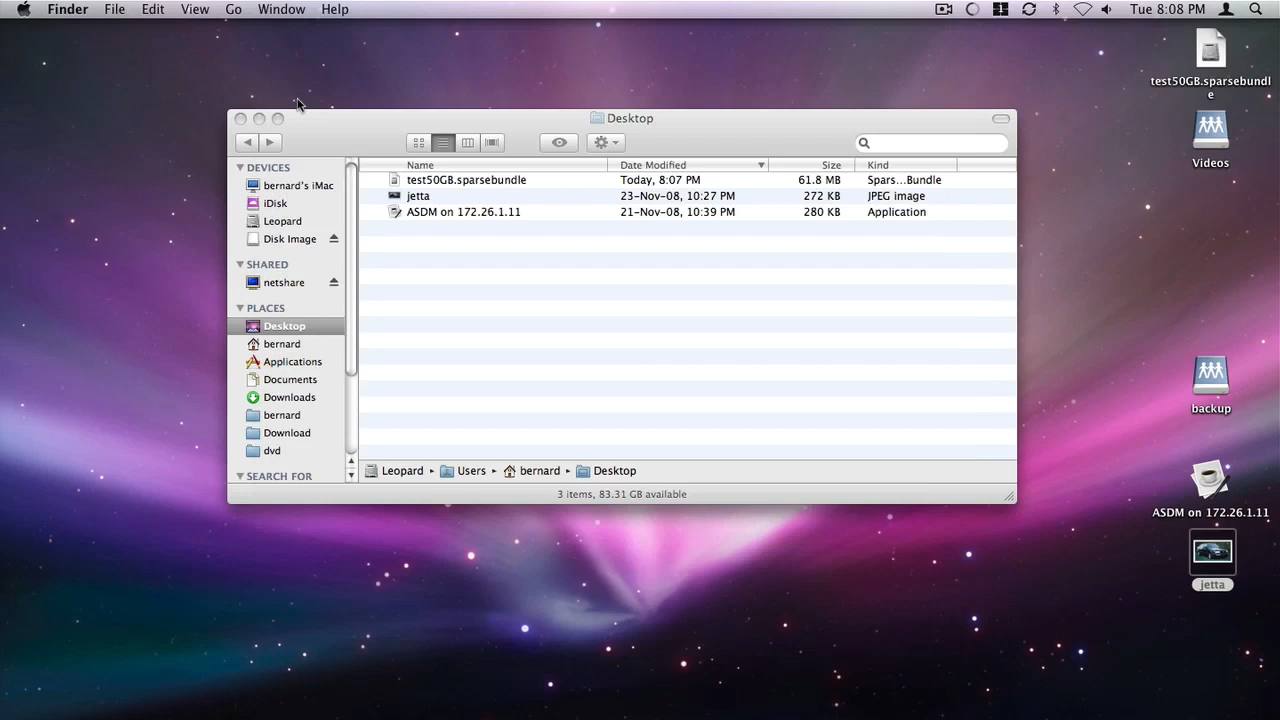 Finder File Edit View Go Window Help Tue 8:08 PM
test50GB.sparsebundl
e
Videos
backup
ASDM on 172.26.1.11
jetta
Desktop
DEVICES
bernard's iMac
iDisk
Leopard
Disk Image
SHARED
netshare
PLACES
Desktop
bernard
Applications
Documents
Downloads
bernard
Download
dvd
SEARCH FOR
Name Date Modified Size Kind
test50GB.sparsebundle Today, 8:07 PM 61.8 MB Spars...Bundle
jetta 23-Nov-08, 10:27 PM 272 KB JPEG image
ASDM on 172.26.1.11 21-Nov-08, 10:39 PM 280 KB Application
Leopard Users bernard Desktop
3 items, 83.31 GB available